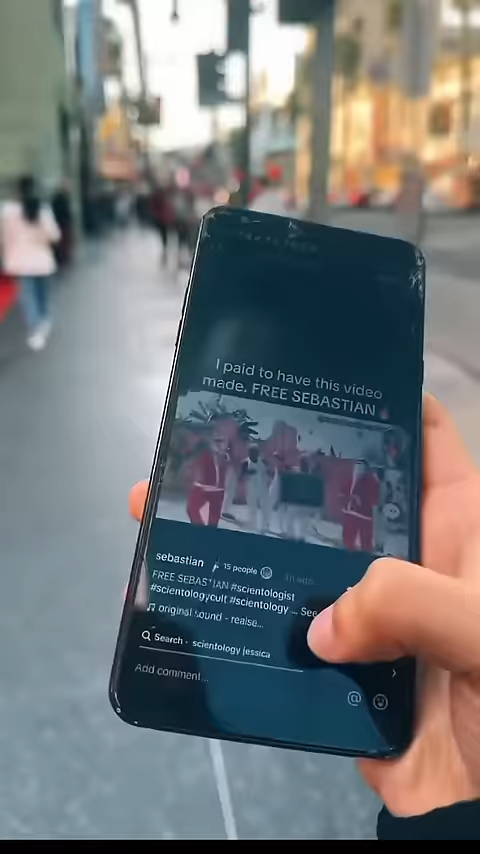 I paid to have this video
made. FREE SEBASTIAN
sebastian 15 people
FREE SEBASTIAN #scientologist
#scientologycult #scientology ... See
original sound - realse...
Search · scientology jessica
Add comment...
@